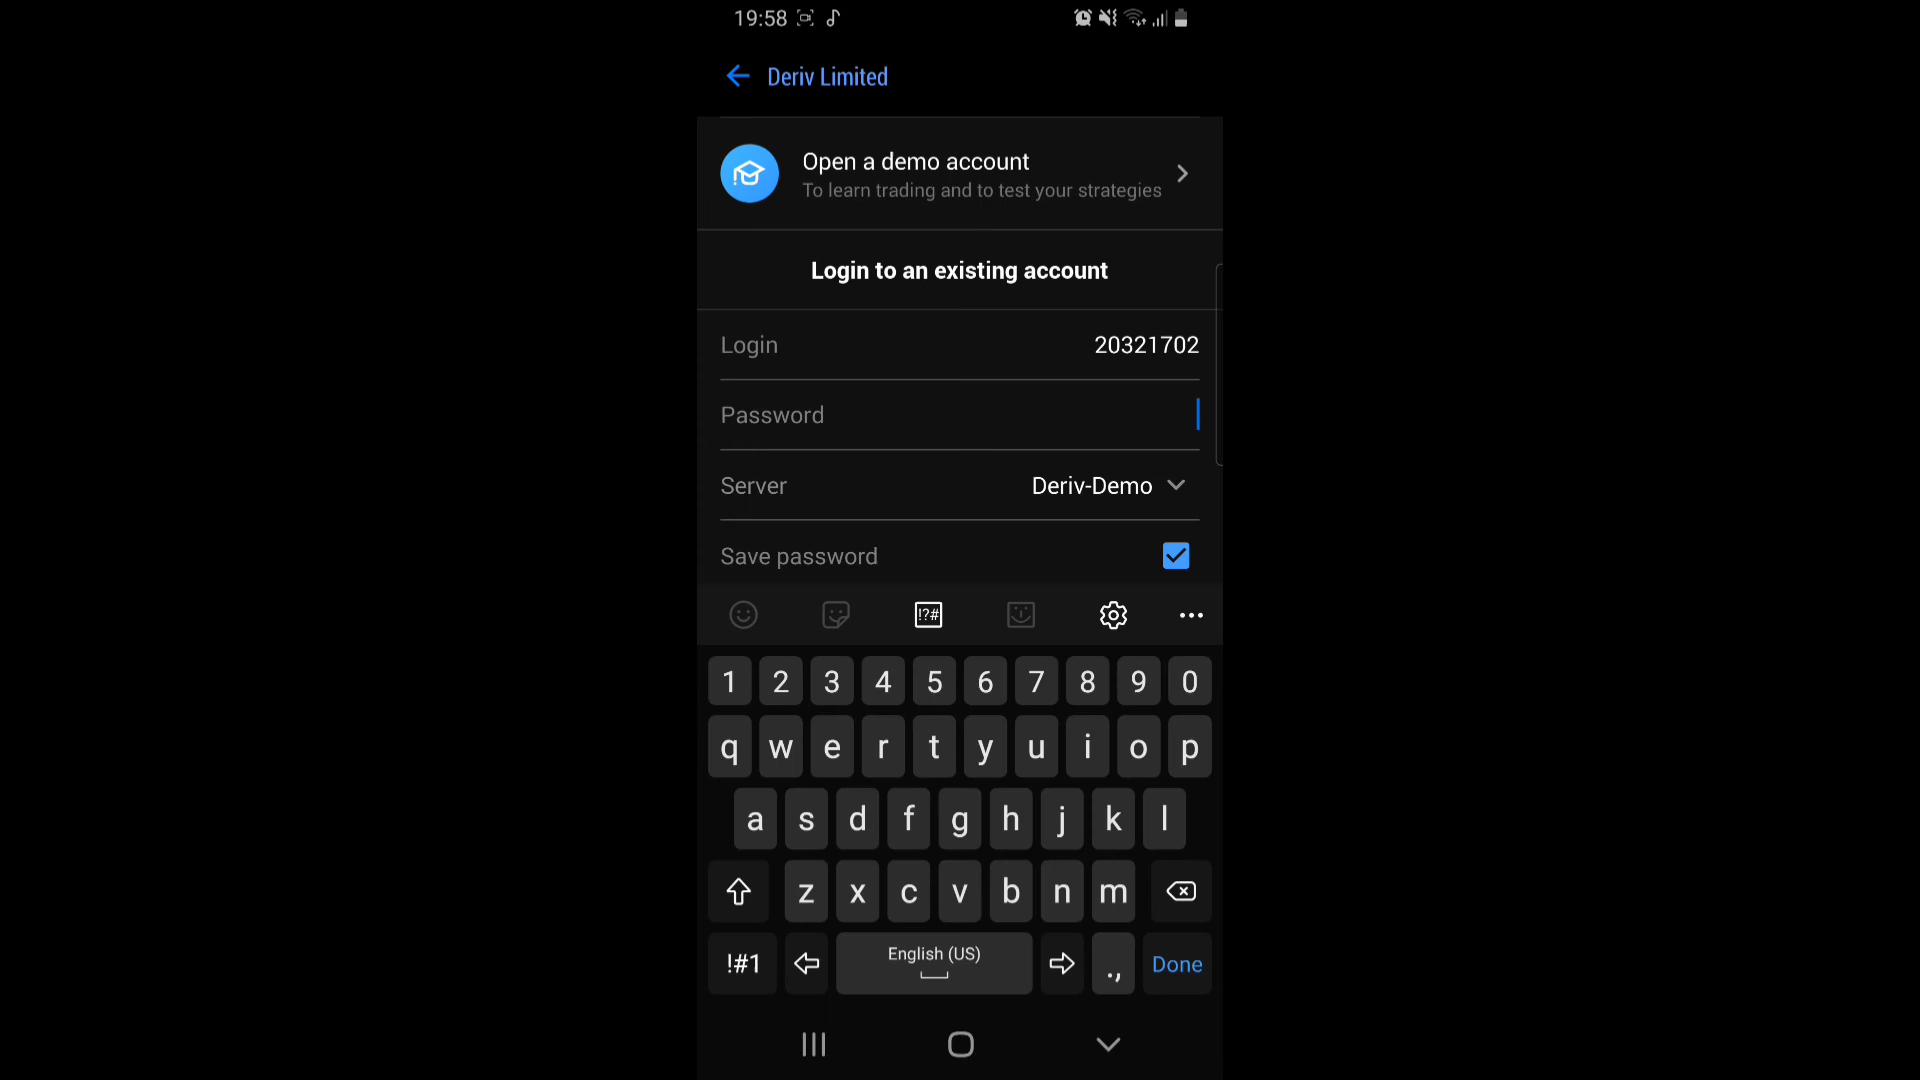 19:58
Deriv Limited
Open a demo account
To learn trading and to test your strategies
Login to an existing account
Login 20321702
Password
Server Deriv-Demo
Save password
!?#
1 2 3 4 5 6 7 8 9 0
q w e r t y u i o p
a s d f g h j k l
z x c v b n m
!#1 English (US) ., Done